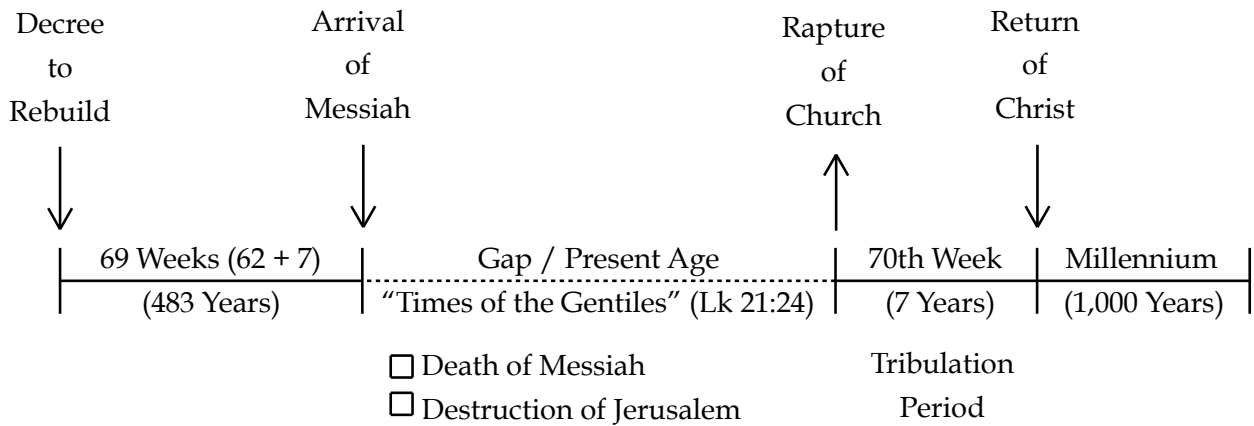 Decree
to
Rebuild
Arrival
of
Messiah
Rapture
of
Church
Return
of
Christ
69 Weeks (62 + 7)
(483 Years)
Gap / Present Age
“Times of the Gentiles” (Lk 21:24)
70th Week
(7 Years)
Millennium
(1,000 Years)
Death of Messiah
Destruction of Jerusalem
Tribulation
Period